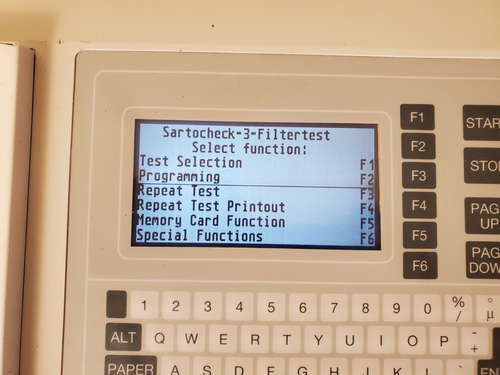 Sartocheck-3-Filtertest
Select function:
Test Selection F1
Programming F2
Repeat Test F3
Repeat Test Printout F4
Memory Card Function F5
Special Functions F6
F1
F2
F3
F4
F5
F6
PAGE
1 2 3 4 5 6 7 8 9 0 % / ° µ
ALT Q W E R T Y U I O P - +
PAPER A S D F G H J K L